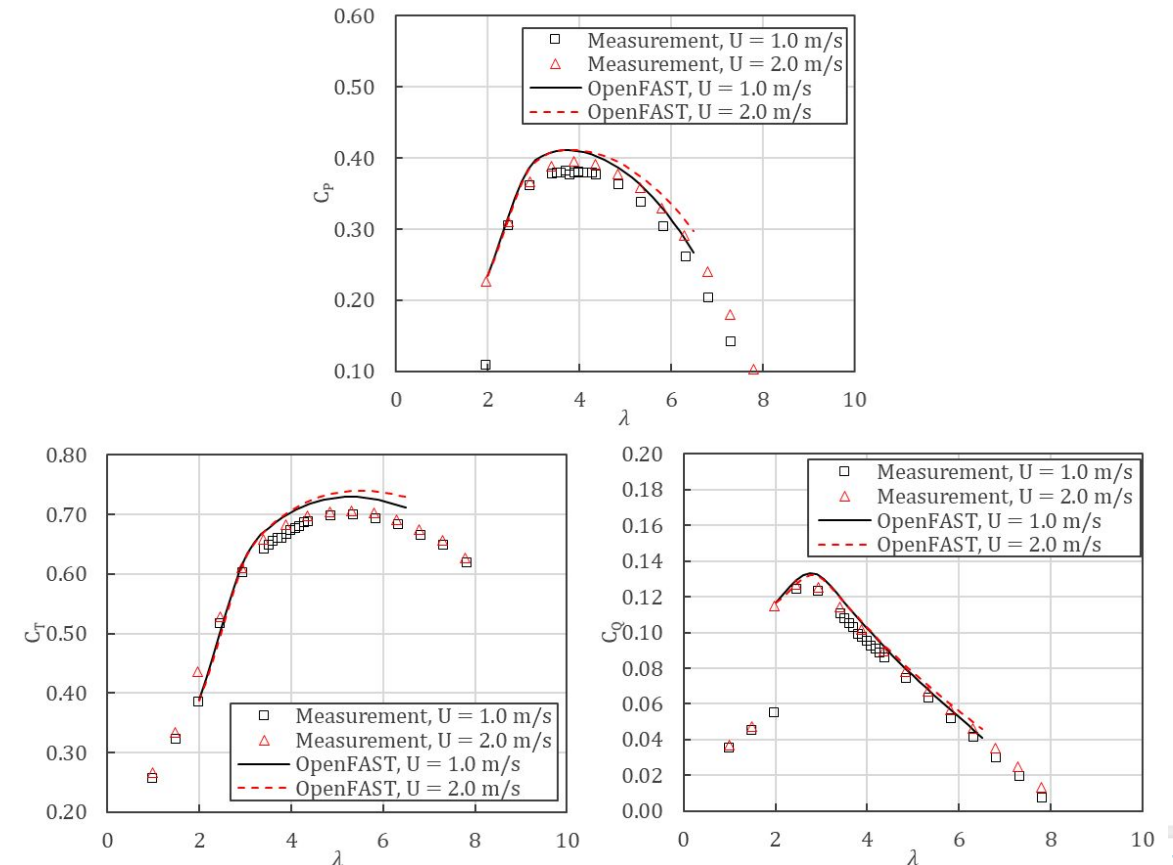 0.60
0.50
0.40
0.30
0.20
0.10
C_P
0 2 4 6 8 10
λ
Measurement, U = 1.0 m/s
Measurement, U = 2.0 m/s
OpenFAST, U = 1.0 m/s
OpenFAST, U = 2.0 m/s
0.80
0.70
0.60
0.50
0.40
0.30
0.20
C_T
0 2 4 6 8 10
λ
Measurement, U = 1.0 m/s
Measurement, U = 2.0 m/s
OpenFAST, U = 1.0 m/s
OpenFAST, U = 2.0 m/s
0.20
0.18
0.16
0.14
0.12
0.10
0.08
0.06
0.04
0.02
0.00
C_Q
0 2 4 6 8 10
λ
Measurement, U = 1.0 m/s
Measurement, U = 2.0 m/s
OpenFAST, U = 1.0 m/s
OpenFAST, U = 2.0 m/s